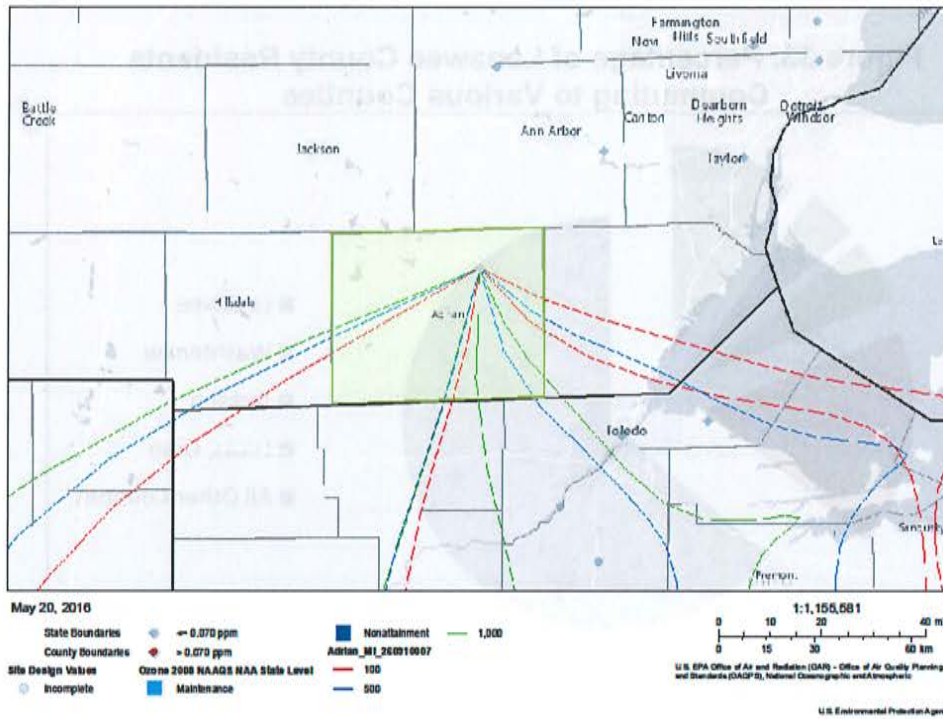 Farmington
Hills Southfield
Novi
Livonia
Battle
Creek
Dearborn
Heights
Detroit
Windsor
Canton
Ann Arbor
Jackson
Taylor
Hillsdale
Adrian
Toledo
Sandusky
Fremont
May 20, 2016
1:1,155,581
State Boundaries
<= 0.070 ppm
Nonattainment
1,000
0 10 20 40 mi
County Boundaries
> 0.070 ppm
Adrian_MI_260910007
0 15 30 60 km
Site Design Values
Ozone 2008 NAAQS NAA State Level
100
Incomplete
Maintenance
500
U.S. EPA Office of Air and Radiation (OAR) - Office of Air Quality Planning
and Standards (OAQPS), National Oceanographic and Atmospheric
U.S. Environmental Protection Agen